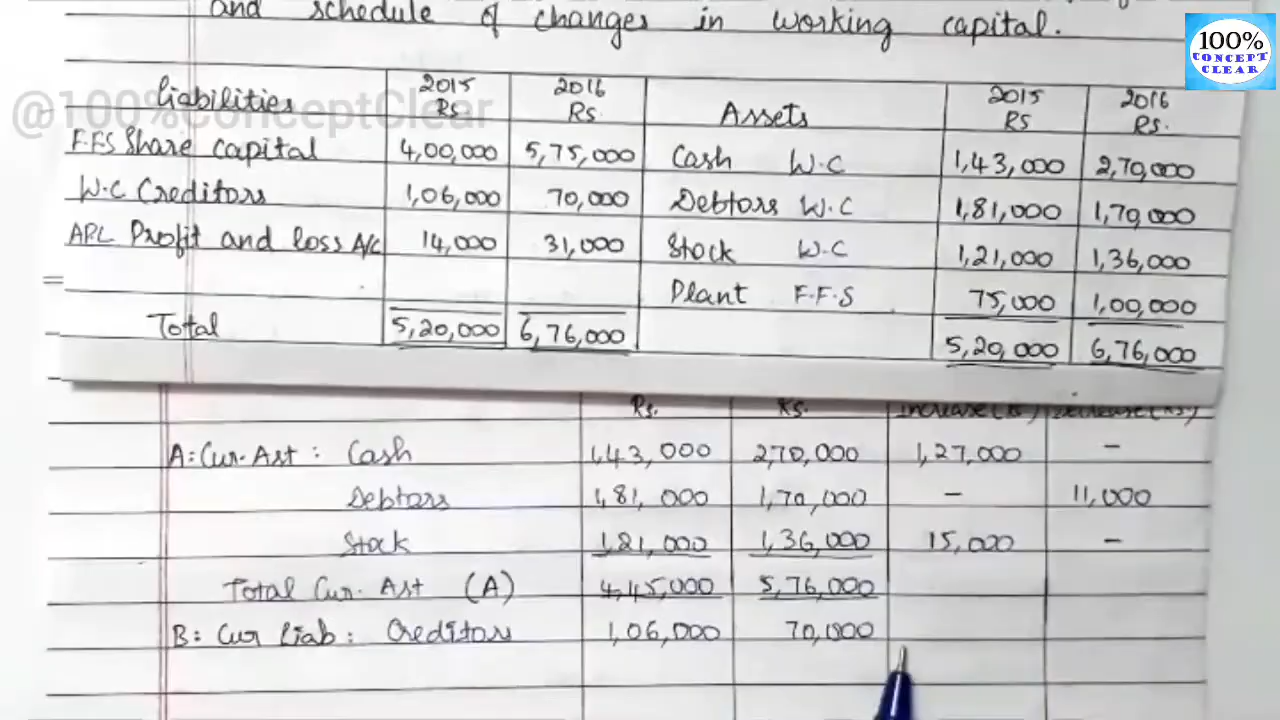 and schedule of changes in working capital.
100%
CONCEPT
CLEAR
@100%ConceptClear
Liabilities 2015 Rs 2016 Rs. Assets 2015 Rs 2016 Rs.
F.F.S Share capital 4,00,000 5,75,000 Cash W.C 1,43,000 2,70,000
W.C Creditors 1,06,000 70,000 Debtors W.C 1,81,000 1,70,000
APL Profit and loss A/C 14,000 31,000 Stock W.C 1,21,000 1,36,000
Plant F.F.S 75,000 1,00,000
Total 5,20,000 6,76,000 5,20,000 6,76,000
Rs. Rs. Increase(Rs) Decrease(Rs)
A: Cur. Ast : Cash 1,43,000 2,70,000 1,27,000 –
Debtors 1,81,000 1,70,000 – 11,000
Stock 1,21,000 1,36,000 15,000 –
Total Cur. Ast (A) 4,45,000 5,76,000
B: Cur Liab : Creditors 1,06,000 70,000